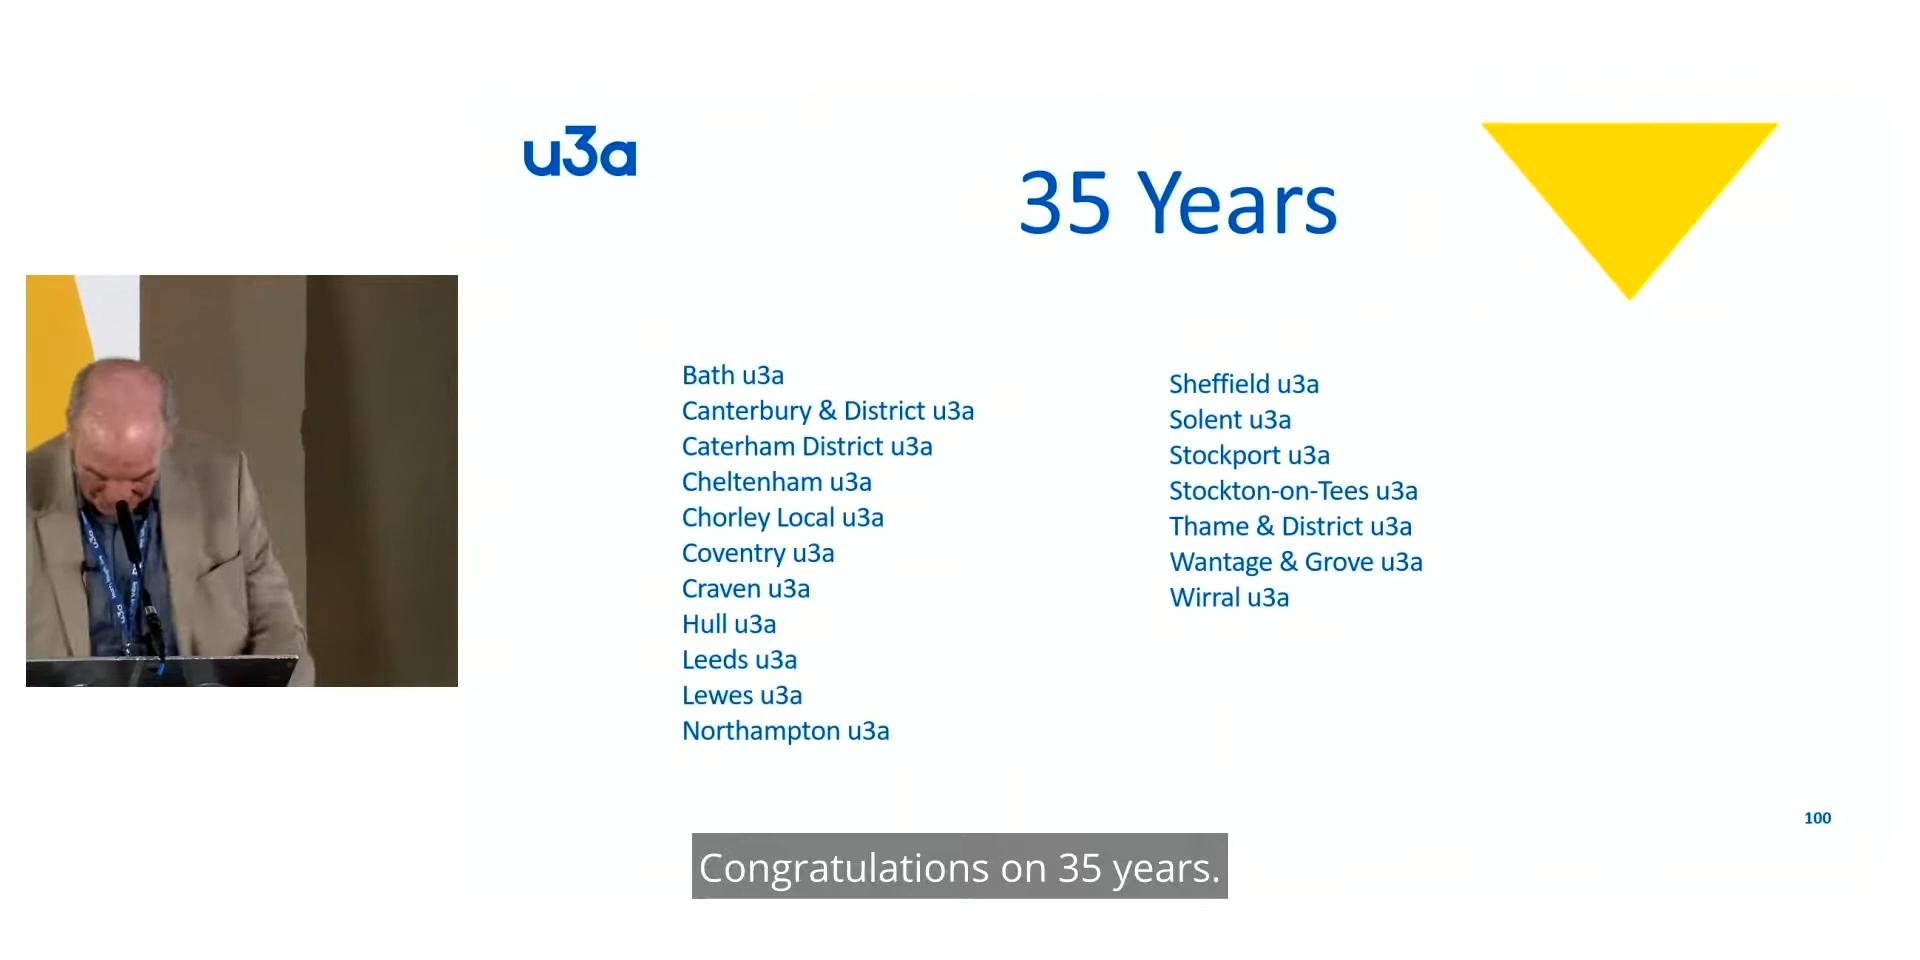 u3a
35 Years
Bath u3a
Canterbury & District u3a
Caterham District u3a
Cheltenham u3a
Chorley Local u3a
Coventry u3a
Craven u3a
Hull u3a
Leeds u3a
Lewes u3a
Northampton u3a
Sheffield u3a
Solent u3a
Stockport u3a
Stockton-on-Tees u3a
Thame & District u3a
Wantage & Grove u3a
Wirral u3a
100
Congratulations on 35 years.